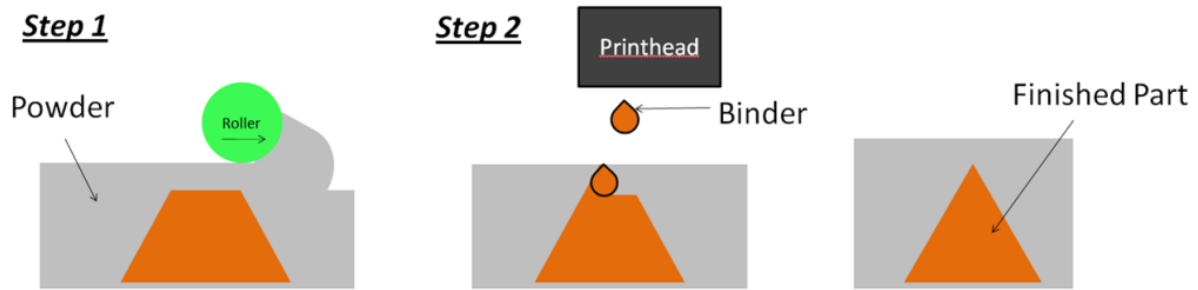 Step 1
Powder
Roller
Step 2
Printhead
Binder
Finished Part